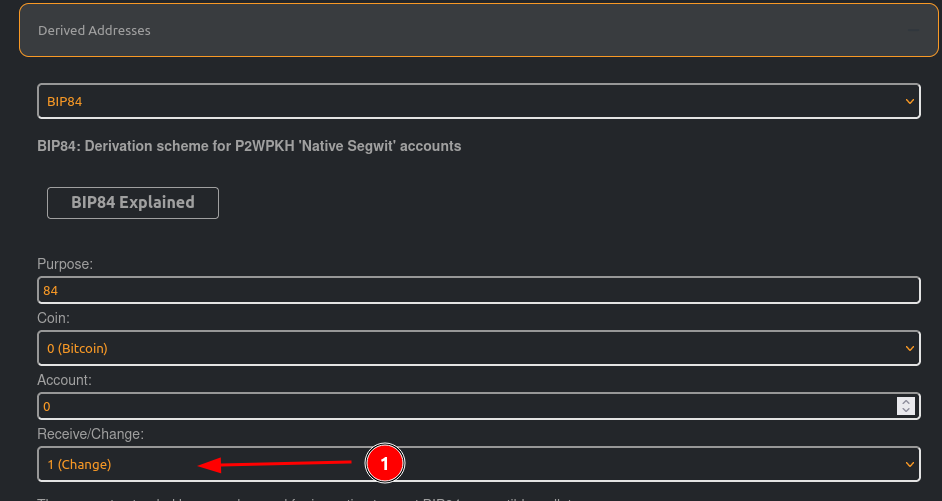 Derived Addresses
BIP84
BIP84: Derivation scheme for P2WPKH 'Native Segwit' accounts
BIP84 Explained
Purpose:
84
Coin:
0 (Bitcoin)
Account:
0
Receive/Change:
1 (Change)
1